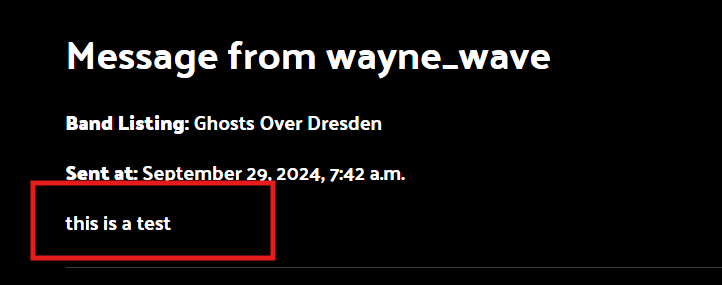 Message from wayne_wave
Band Listing: Ghosts Over Dresden
Sent at: September 29, 2024, 7:42 a.m.
this is a test